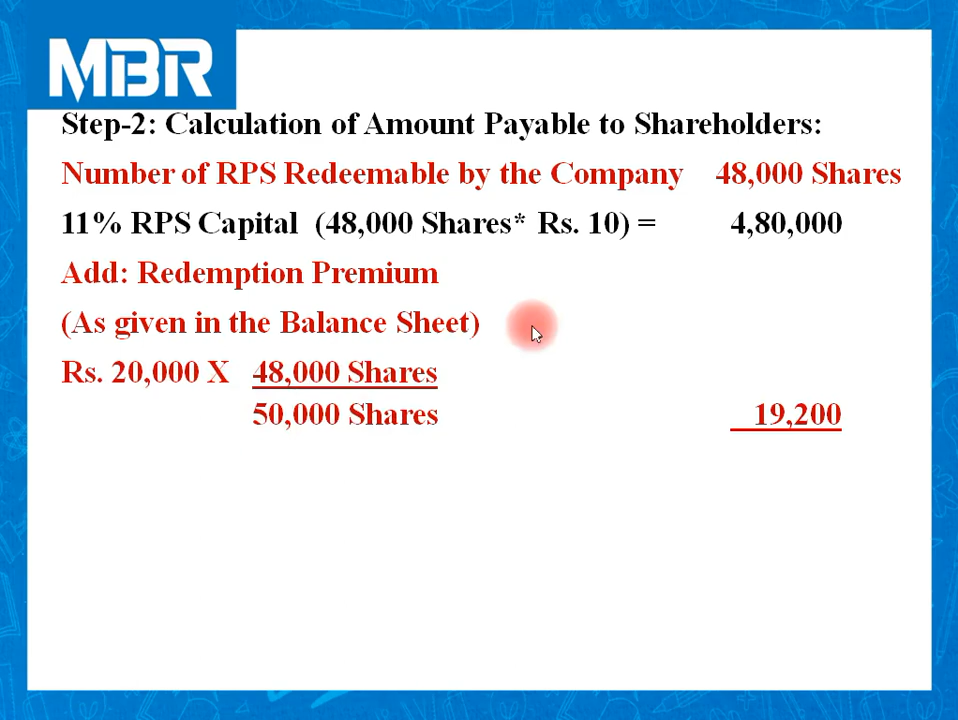 MBR
Step-2: Calculation of Amount Payable to Shareholders:
Number of RPS Redeemable by the Company 48,000 Shares
11% RPS Capital (48,000 Shares* Rs. 10) = 4,80,000
Add: Redemption Premium
(As given in the Balance Sheet)
Rs. 20,000 X 48,000 Shares
50,000 Shares 19,200